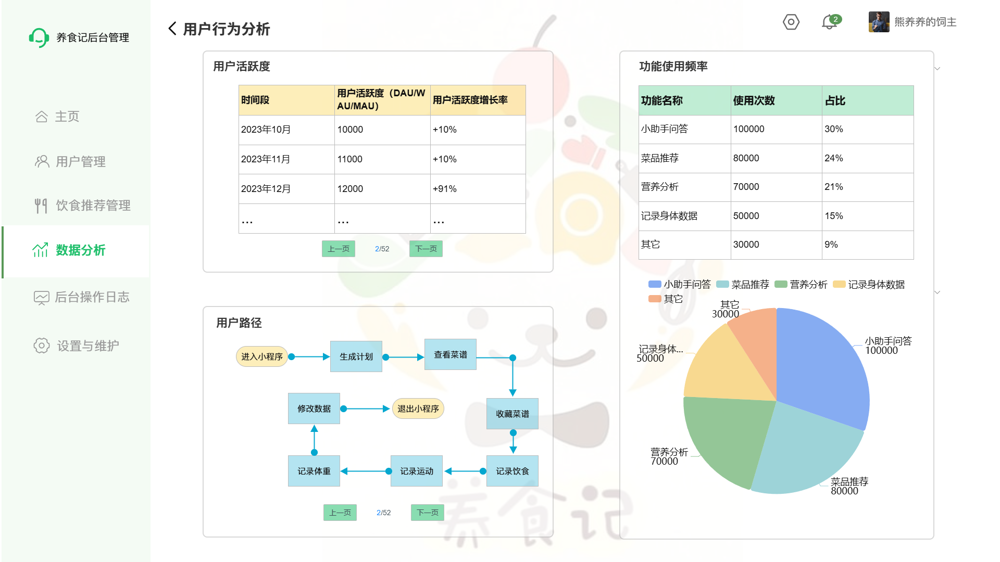 养食记后台管理
主页
用户管理
饮食推荐管理
数据分析
后台操作日志
设置与维护
用户行为分析
2
熊养养的饲主
用户活跃度
时间段 用户活跃度（DAU/W 用户活跃度增长率
AU/MAU）
2023年10月 10000 +10%
2023年11月 11000 +10%
2023年12月 12000 +91%
... ... ...
上一页 2/52 下一页
用户路径
进入小程序 生成计划 查看菜谱
修改数据 退出小程序 收藏菜谱
记录体重 记录运动 记录饮食
上一页 2/52 下一页
功能使用频率
功能名称 使用次数 占比
小助手问答 100000 30%
菜品推荐 80000 24%
营养分析 70000 21%
记录身体数据 50000 15%
其它 30000 9%
小助手问答 菜品推荐 营养分析 记录身体数据
其它
其它
30000
小助手问答
100000
记录身体...
50000
营养分析
70000
菜品推荐
80000
养食记